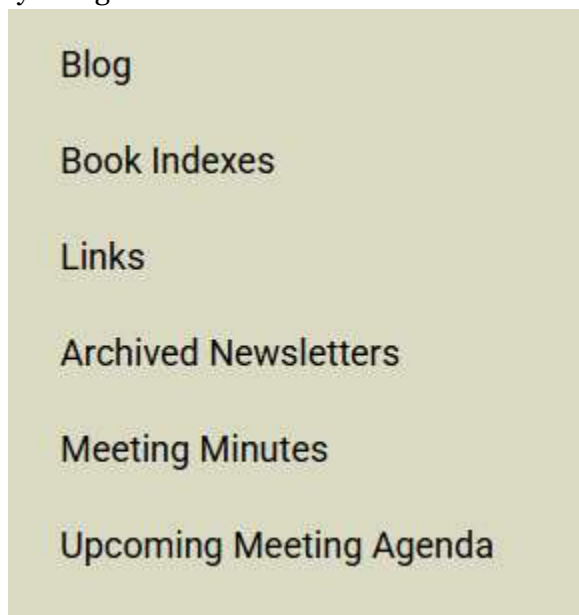 Blog
Book Indexes
Links
Archived Newsletters
Meeting Minutes
Upcoming Meeting Agenda